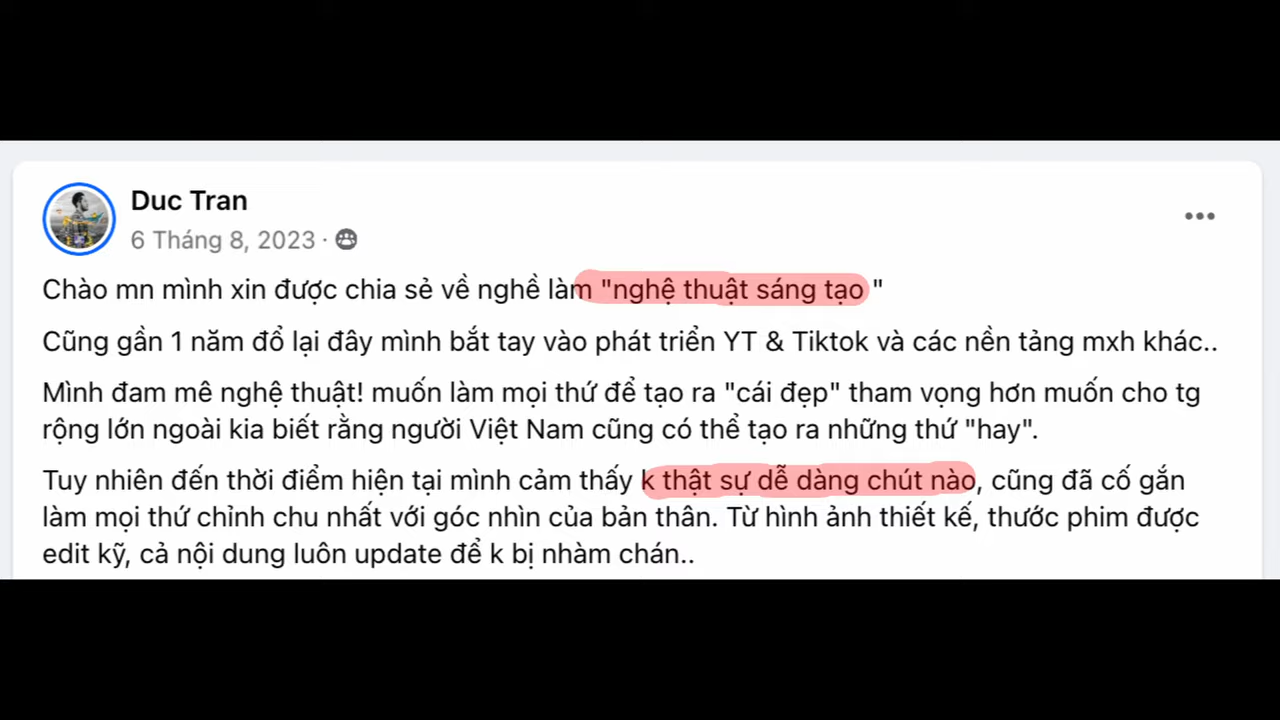 Duc Tran
6 Tháng 8, 2023 ·
Chào mn mình xin được chia sẻ về nghề làm "nghệ thuật sáng tạo "
Cũng gần 1 năm đổ lại đây mình bắt tay vào phát triển YT & Tiktok và các nền tảng mxh khác..
Mình đam mê nghệ thuật! muốn làm mọi thứ để tạo ra "cái đẹp" tham vọng hơn muốn cho tg
rộng lớn ngoài kia biết rằng người Việt Nam cũng có thể tạo ra những thứ "hay".
Tuy nhiên đến thời điểm hiện tại mình cảm thấy k thật sự dễ dàng chút nào, cũng đã cố gắn
làm mọi thứ chỉnh chu nhất với góc nhìn của bản thân. Từ hình ảnh thiết kế, thước phim được
edit kỹ, cả nội dung luôn update để k bị nhàm chán..